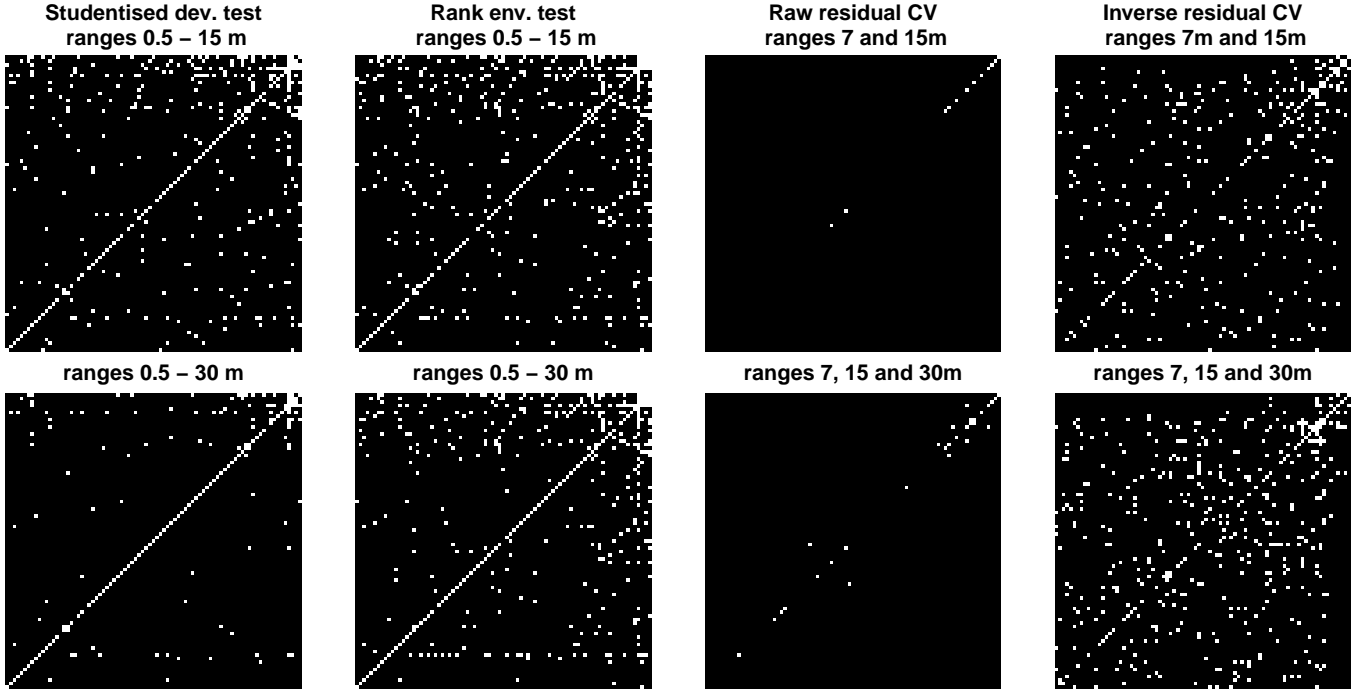 Studentised dev. test
ranges 0.5 – 15 m
Rank env. test
ranges 0.5 – 15 m
Raw residual CV
ranges 7 and 15m
Inverse residual CV
ranges 7m and 15m
ranges 0.5 – 30 m
ranges 0.5 – 30 m
ranges 7, 15 and 30m
ranges 7, 15 and 30m